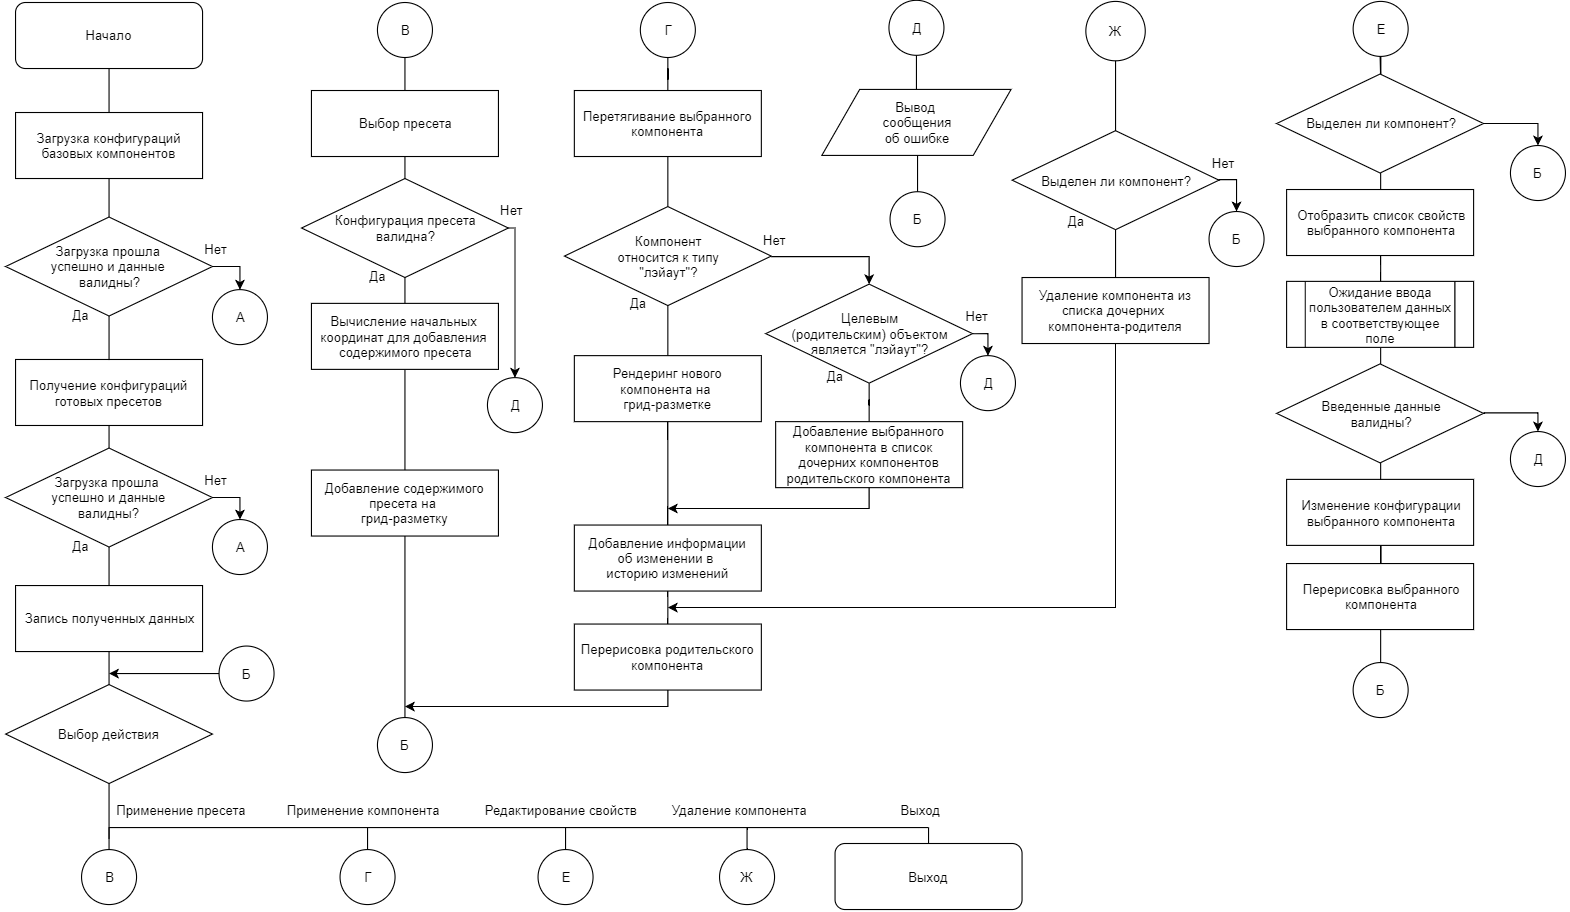 Начало
Загрузка конфигураций
базовых компонентов
Загрузка прошла
успешно и данные
валидны?
Нет
Да
А
Получение конфигураций
готовых пресетов
Загрузка прошла
успешно и данные
валидны?
Нет
Да
А
Запись полученных данных
Б
Выбор действия
Применение пресета
Применение компонента
Редактирование свойств
Удаление компонента
Выход
В
Г
Е
Ж
Выход
В
Выбор пресета
Конфигурация пресета
валидна?
Нет
Да
Вычисление начальных
координат для добавления
содержимого пресета
Д
Добавление содержимого
пресета на
грид-разметку
Б
Г
Перетягивание выбранного
компонента
Компонент
относится к типу
"лэйаут"?
Нет
Да
Рендеринг нового
компонента на
грид-разметке
Целевым
(родительским) объектом
является "лэйаут"?
Нет
Да
Д
Добавление выбранного
компонента в список
дочерних компонентов
родительского компонента
Добавление информации
об изменении в
историю изменений
Перерисовка родительского
компонента
Д
Вывод
сообщения
об ошибке
Б
Ж
Выделен ли компонент?
Нет
Да
Б
Удаление компонента из
списка дочерних
компонента-родителя
Е
Выделен ли компонент?
Б
Отобразить список свойств
выбранного компонента
Ожидание ввода
пользователем данных
в соответствующее
поле
Введенные данные
валидны?
Д
Изменение конфигурации
выбранного компонента
Перерисовка выбранного
компонента
Б